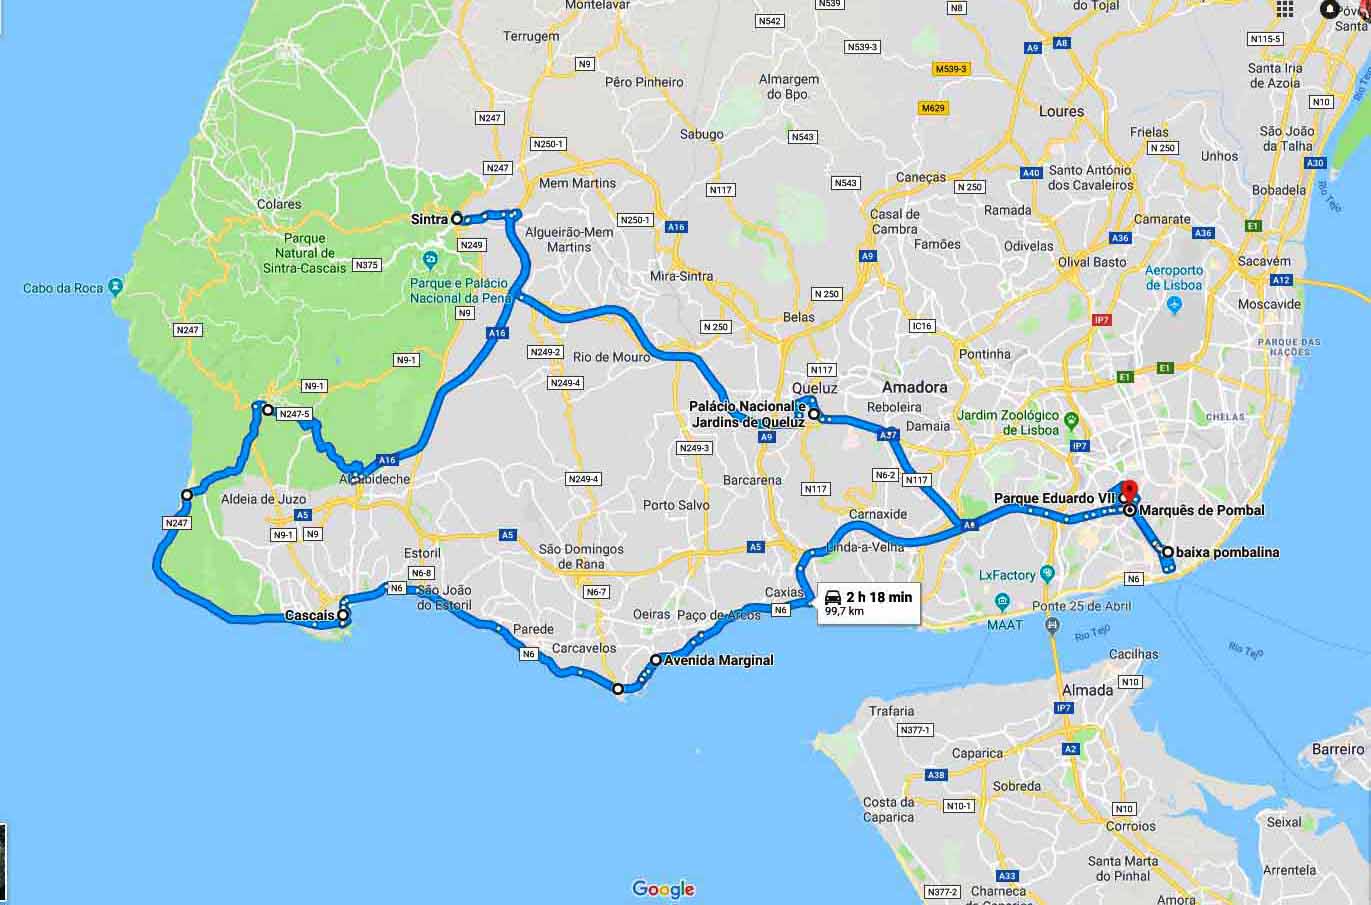 Montelavar
N542
N539
N8
do Tojal
Póv
Santa
Terrugem
N9
N539-3
A9
A8
N115-5
Pêro Pinheiro
Almargem
do Bpo.
M539-3
Santa Iria
de Azoia
N247
M629
Loures
N10
Rio Te
Sabugo
N543
Frielas
N 250
São João
da Talha
N250-1
Unhos
N247
Mem Martins
N117
N543
Caneças
N 250
A40
Santo António
dos Cavaleiros
A30
Bobadela
Rio Tejo
Colares
Sintra
N250-1
A16
Casal de
Cambra
Ramada
Camarate
E1
Parque
Natural de
Sintra-Cascais
N249
Algueirão-Mem
Martins
Famões
Odivelas
A36
A36
N375
A9
Olival Basto
Sacavém
Cabo da Roca
Parque e Palácio
Nacional da Pena
Mira-Sintra
Aeroporto
de Lisboa
A12
N9
N 250
Moscavide
N247
A16
N 250
Belas
IC16
IP7
PARQUE DAS
NAÇÕES
N9-1
N249-2
Rio de Mouro
Pontinha
N249-4
N117
E1
E1
N9-1
Queluz
Amadora
N247-5
Palácio Nacional e
Jardins de Queluz
Reboleira
Jardim Zoológico
de Lisboa
CHELAS
A9
Damaia
A37
IP7
N249-3
A16
Alcabideche
N249-4
Barcarena
N6-2
N117
N117
Aldeia de Juzo
Porto Salvo
Parque Eduardo VII
Marquês de Pombal
A5
N247
Carnaxide
A5
N9-1
N9
A5
São Domingos
de Rana
A5
Linda-a-Velha
baixa pombalina
Estoril
N6-8
LxFactory
N6
N6
São João
do Estoril
N6-7
Caxias
2 h 18 min
99,7 km
MAAT
Ponte 25 de Abril
Cascais
Oeiras
Paço de Arcos
N6
Rio Tejo
Parede
Carcavelos
N6
Avenida Marginal
Cacilhas
Rio Tejo
N10
Almada
Trafaria
IP7
N377-1
Caparica
A2
Barreiro
A38
Sobreda
Costa da
Caparica
N10-1
N10
Corroios
Seixal
Santa Marta
do Pinhal
Arrentela
Google
N377-2
A33
Charneca
de Caparica
Amora